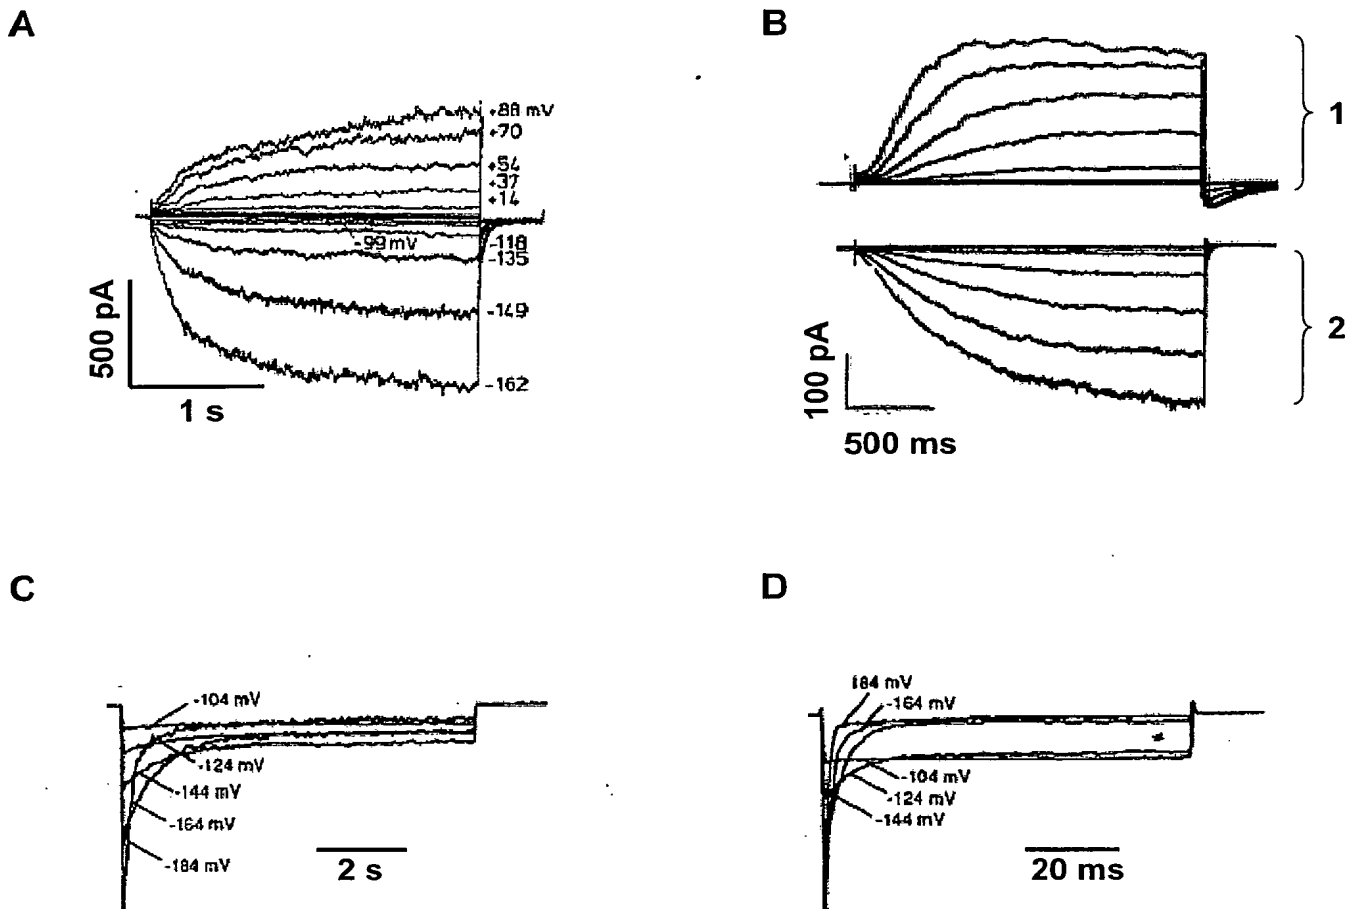 A
+88 mV
+70
+54
+37
+14
-99 mV
-118
-135
-149
-162
500 pA
1 s
B
1
2
100 pA
500 ms
C
-104 mV
-124 mV
-144 mV
-164 mV
-184 mV
2 s
D
184 mV
-164 mV
-104 mV
-124 mV
-144 mV
20 ms